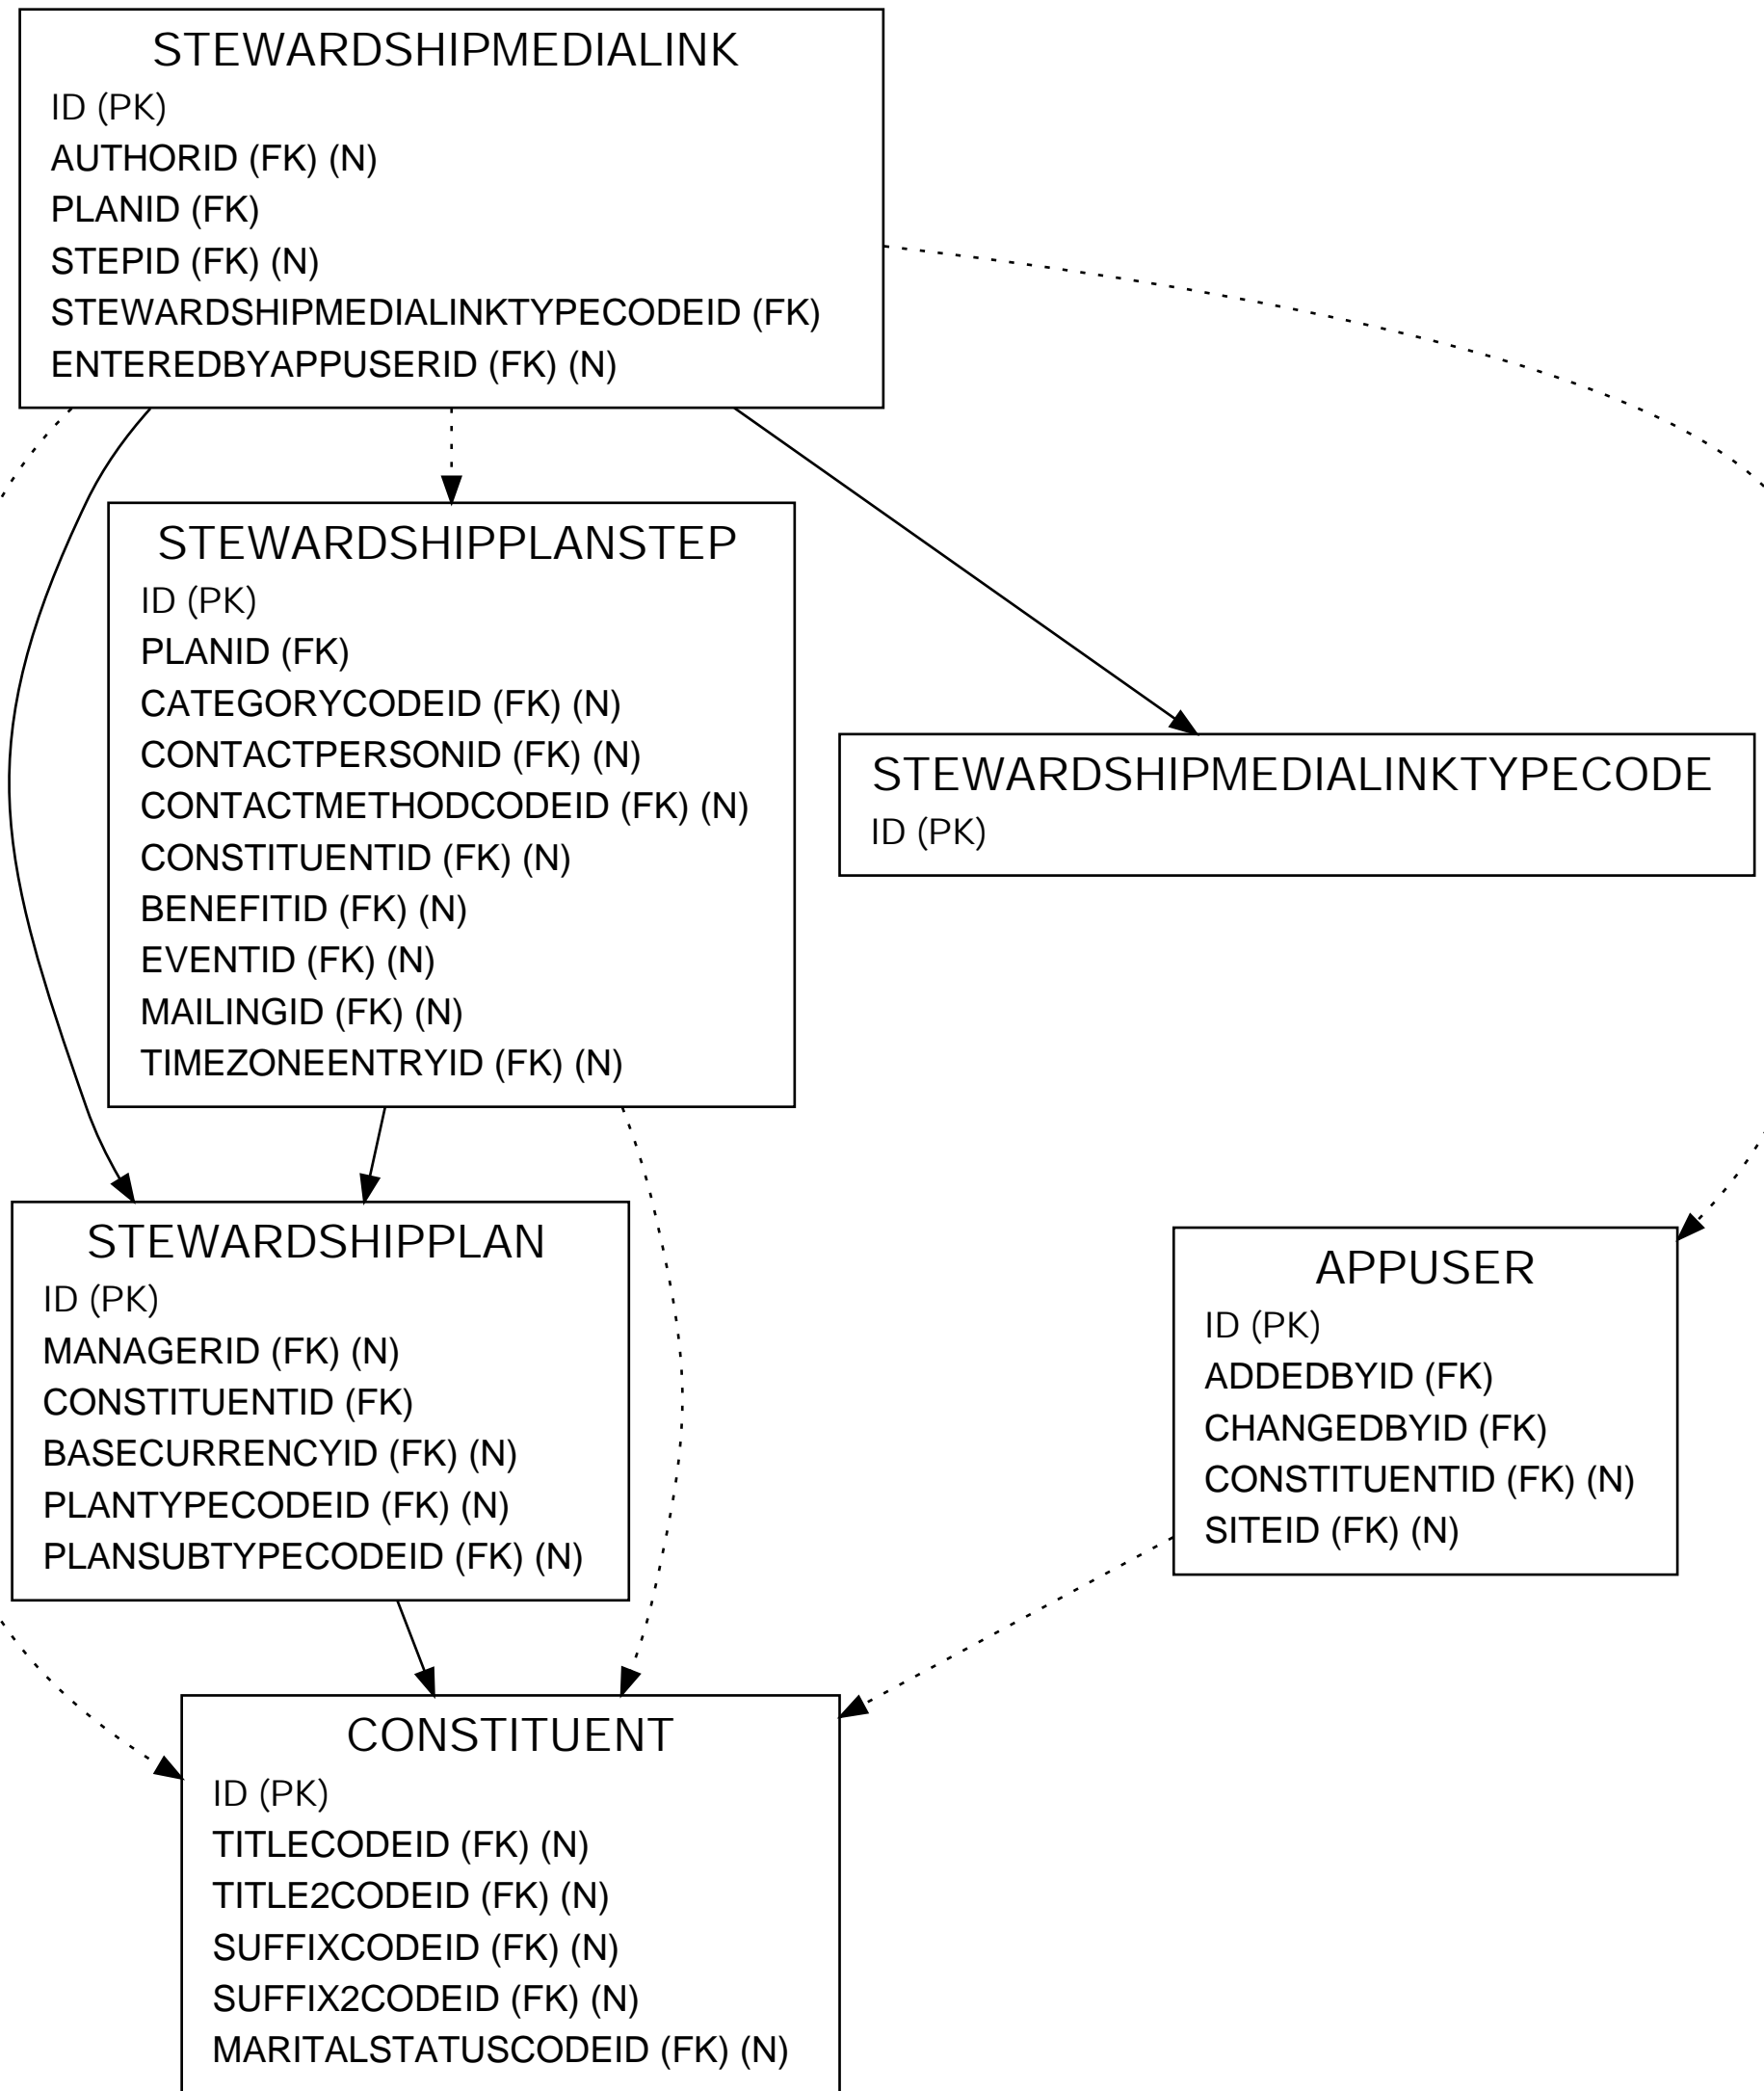 STEWARDSHIPMEDIALINK
ID (PK)
AUTHORID (FK) (N)
PLANID (FK)
STEPID (FK) (N)
STEWARDSHIPMEDIALINKTYPECODEID (FK)
ENTEREDBYAPPUSERID (FK) (N)
STEWARDSHIPPLANSTEP
ID (PK)
PLANID (FK)
CATEGORYCODEID (FK) (N)
CONTACTPERSONID (FK) (N)
CONTACTMETHODCODEID (FK) (N)
CONSTITUENTID (FK) (N)
BENEFITID (FK) (N)
EVENTID (FK) (N)
MAILINGID (FK) (N)
TIMEZONEENTRYID (FK) (N)
STEWARDSHIPMEDIALINKTYPECODE
ID (PK)
STEWARDSHIPPLAN
ID (PK)
MANAGERID (FK) (N)
CONSTITUENTID (FK)
BASECURRENCYID (FK) (N)
PLANTYPECODEID (FK) (N)
PLANSUBTYPECODEID (FK) (N)
APPUSER
ID (PK)
ADDEDBYID (FK)
CHANGEDBYID (FK)
CONSTITUENTID (FK) (N)
SITEID (FK) (N)
CONSTITUENT
ID (PK)
TITLECODEID (FK) (N)
TITLE2CODEID (FK) (N)
SUFFIXCODEID (FK) (N)
SUFFIX2CODEID (FK) (N)
MARITALSTATUSCODEID (FK) (N)